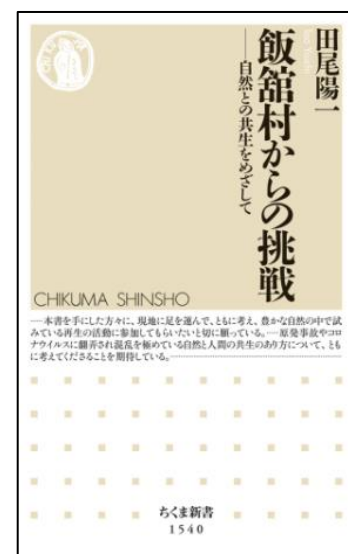 田尾陽一
飯舘村からの挑戦
——自然との共生をめざして
CHIKUMA SHINSHO
—本書を手にした方々に、現地に足を運んで、ともに考え、豊かな自然の中で試
みている再生の活動に参加してもらいたいと切に願っている。—原発事故やコロ
ナウイルスに翻弄され混乱を極めている自然と人間の共生のあり方について、とも
に考えてくださることを期待している。
ちくま新書
1540